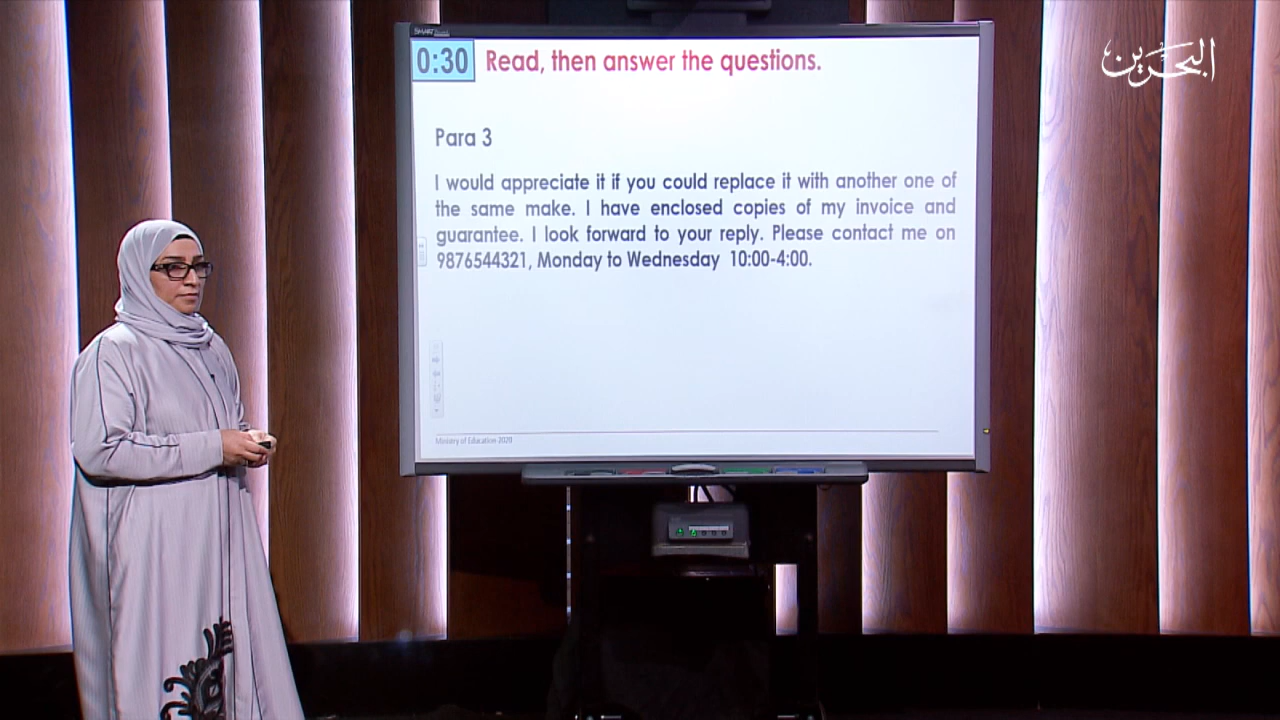 SMART
البحرين
0:30 Read, then answer the questions.
Para 3
I would appreciate it if you could replace it with another one of
the same make. I have enclosed copies of my invoice and
guarantee. I look forward to your reply. Please contact me on
9876544321, Monday to Wednesday 10:00-4:00.
Ministry of Education 2020